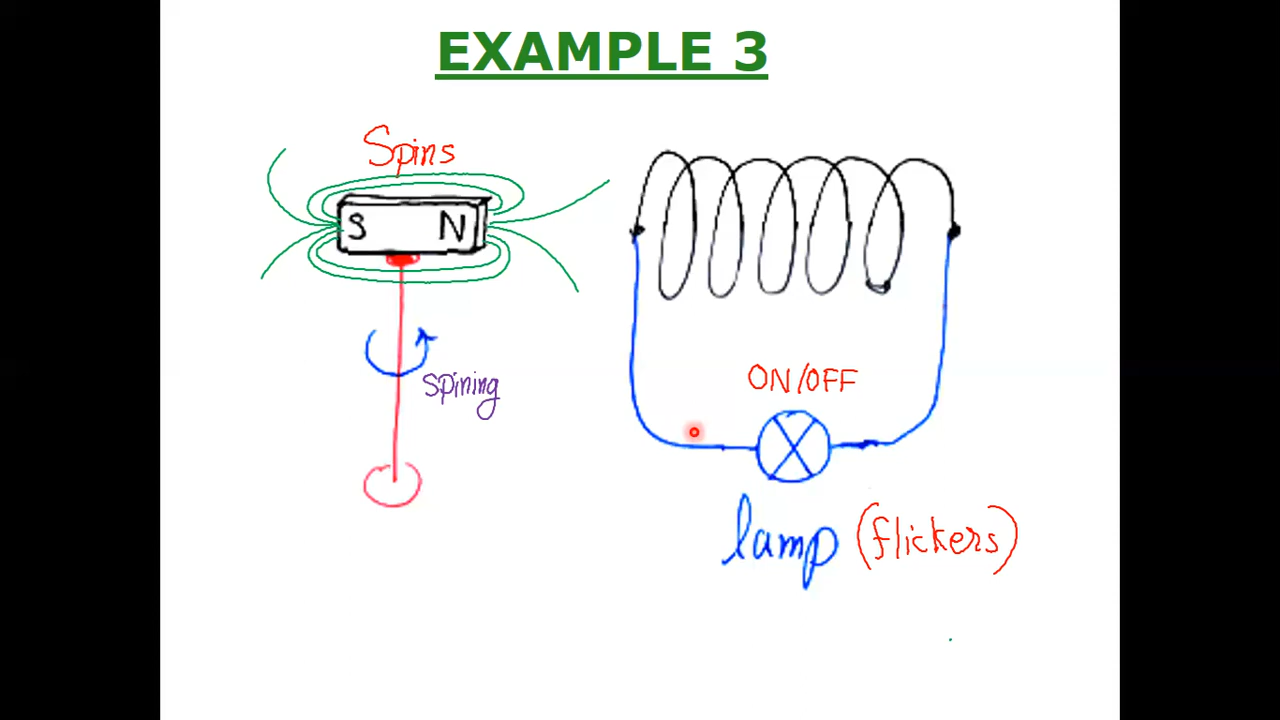 EXAMPLE 3
Spins
S N
spining
ON/OFF
lamp (flickers)